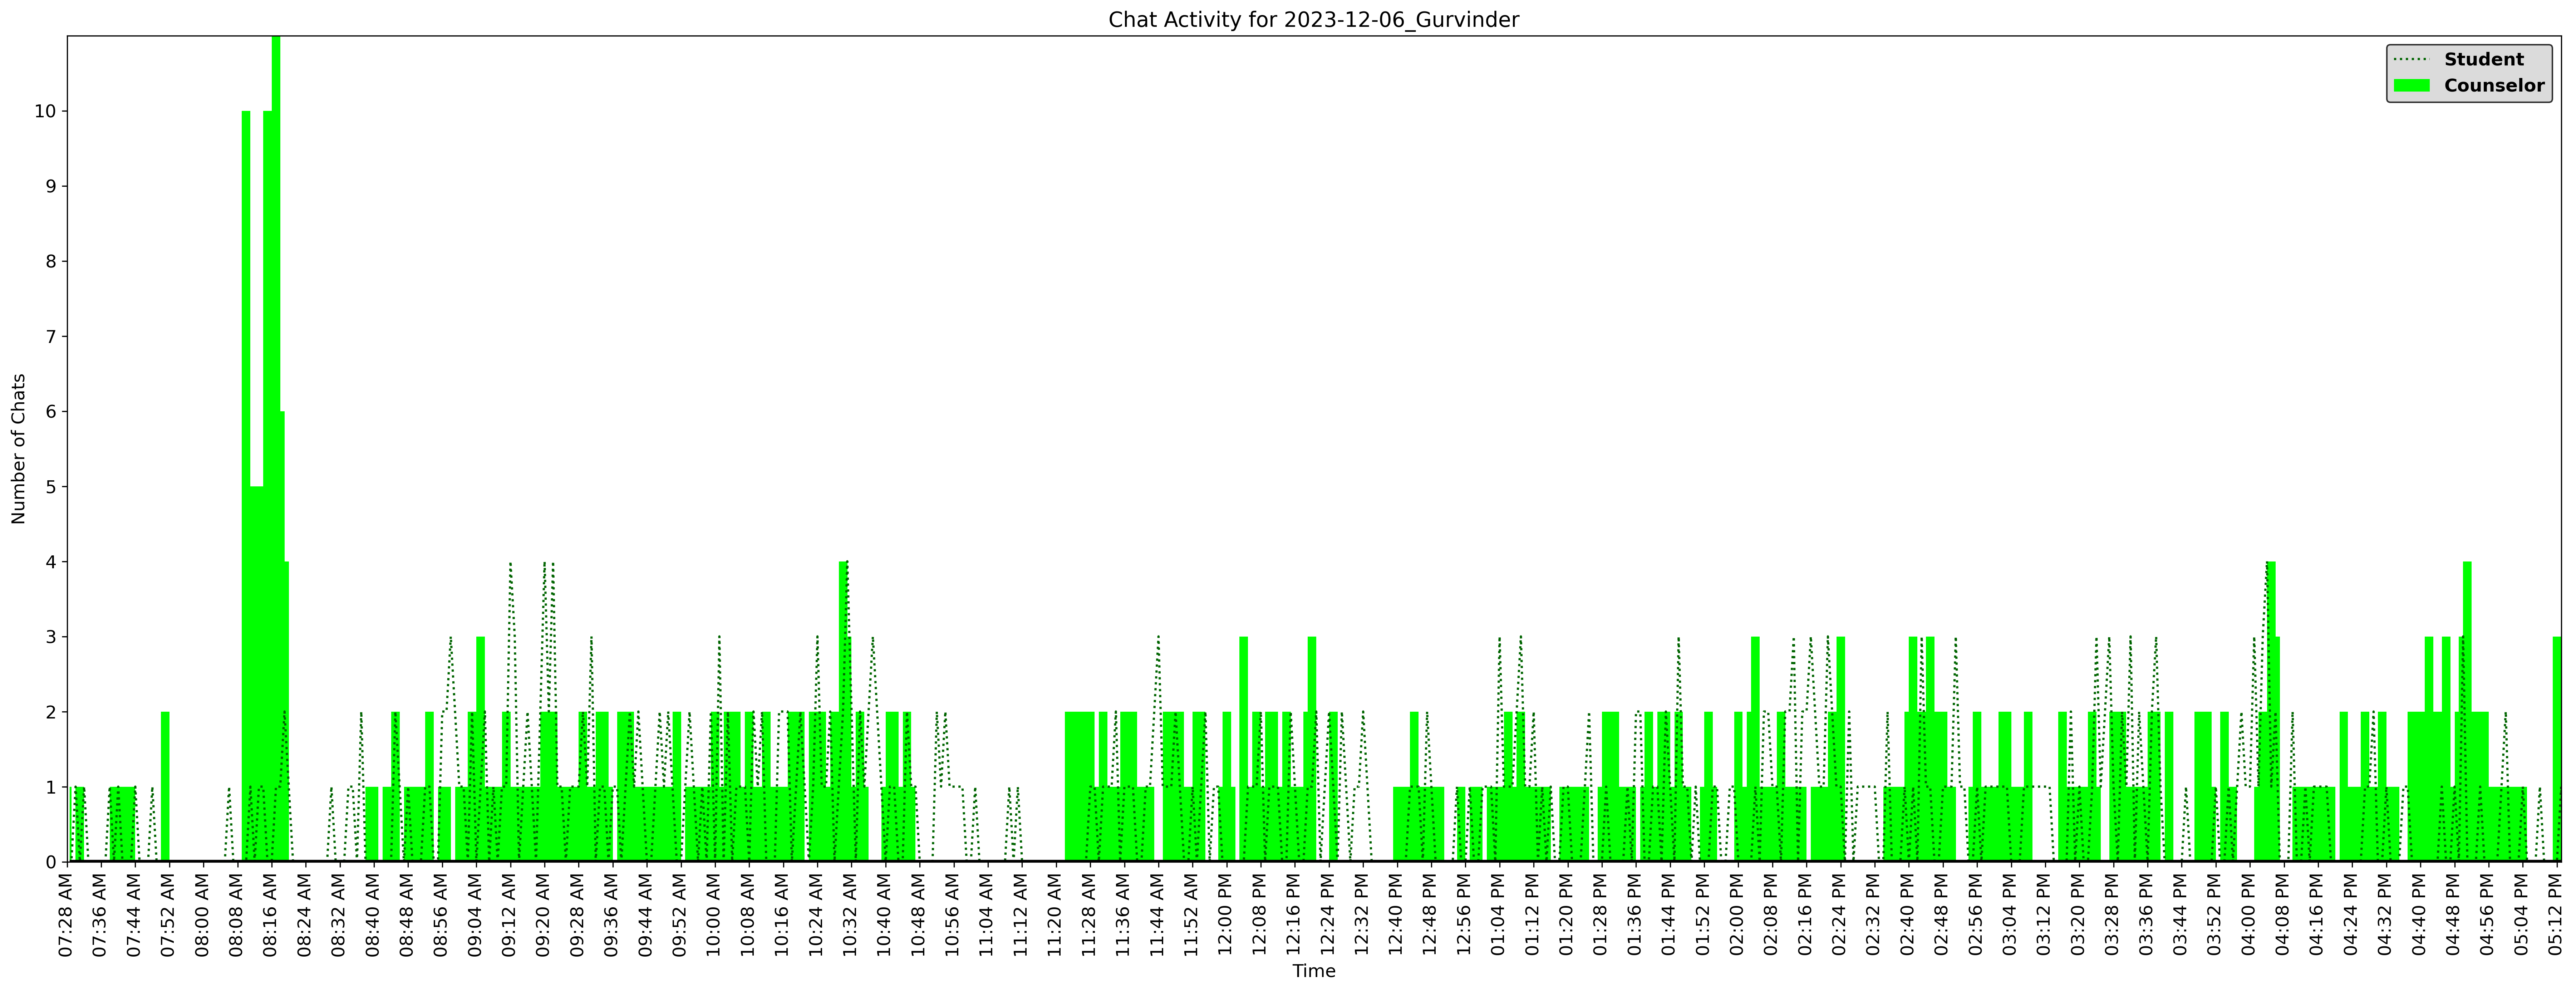 Chat Activity for 2023-12-06_Gurvinder
Student
Counselor
Number of Chats
10
9
8
7
6
5
4
3
2
1
0
07:28 AM
07:36 AM
07:44 AM
07:52 AM
08:00 AM
08:08 AM
08:16 AM
08:24 AM
08:32 AM
08:40 AM
08:48 AM
08:56 AM
09:04 AM
09:12 AM
09:20 AM
09:28 AM
09:36 AM
09:44 AM
09:52 AM
10:00 AM
10:08 AM
10:16 AM
10:24 AM
10:32 AM
10:40 AM
10:48 AM
10:56 AM
11:04 AM
11:12 AM
11:20 AM
11:28 AM
11:36 AM
11:44 AM
11:52 AM
12:00 PM
12:08 PM
12:16 PM
12:24 PM
12:32 PM
12:40 PM
12:48 PM
12:56 PM
01:04 PM
01:12 PM
01:20 PM
01:28 PM
01:36 PM
01:44 PM
01:52 PM
02:00 PM
02:08 PM
02:16 PM
02:24 PM
02:32 PM
02:40 PM
02:48 PM
02:56 PM
03:04 PM
03:12 PM
03:20 PM
03:28 PM
03:36 PM
03:44 PM
03:52 PM
04:00 PM
04:08 PM
04:16 PM
04:24 PM
04:32 PM
04:40 PM
04:48 PM
04:56 PM
05:04 PM
05:12 PM
Time